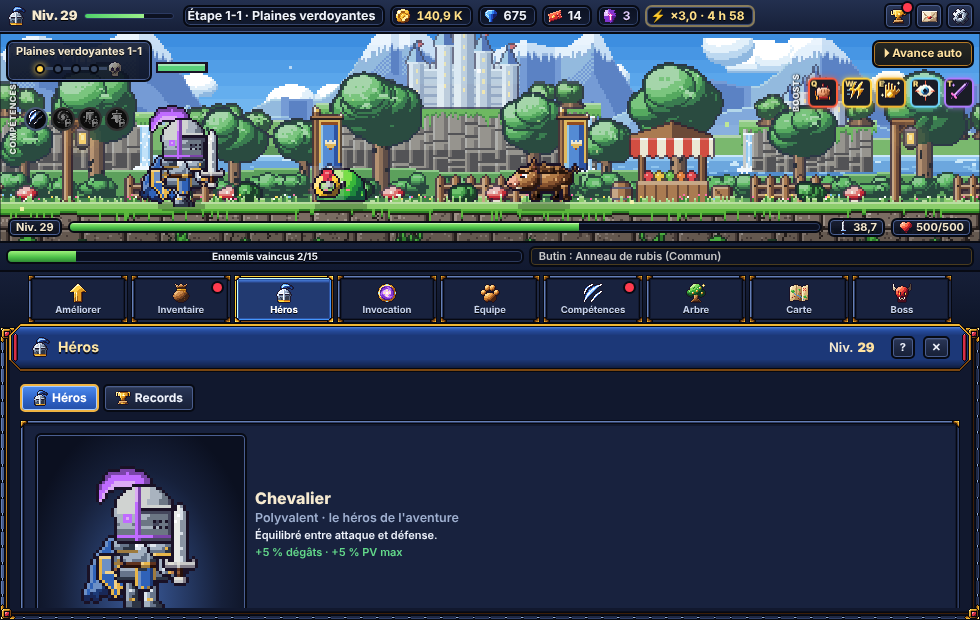 Niv. 29
Étape 1-1 · Plaines verdoyantes
140,9 K
675
14
3
×3,0 · 4 h 58
Plaines verdoyantes 1-1
Avance auto
COMPÉTENCES
BOOSTS
Niv. 29
38,7
500/500
Ennemis vaincus 2/15
Butin : Anneau de rubis (Commun)
Améliorer
Inventaire
Héros
Invocation
Equipe
Compétences
Arbre
Carte
Boss
Héros
Niv. 29
?
×
Héros
Records
Chevalier
Polyvalent · le héros de l'aventure
Équilibré entre attaque et défense.
+5 % dégâts · +5 % PV max